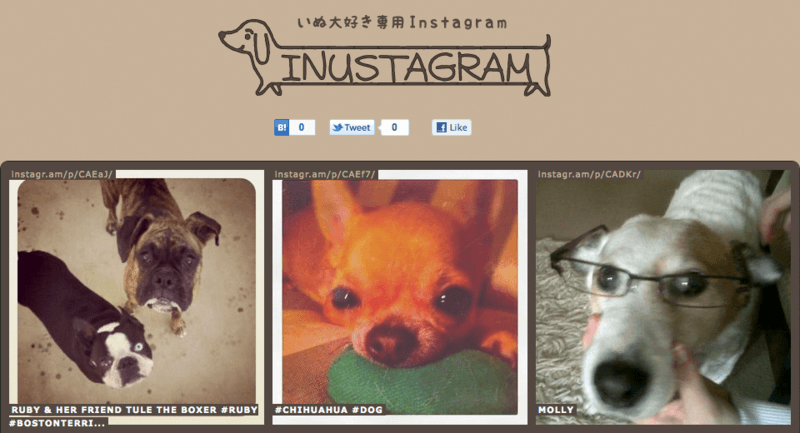 いぬ大好き専用Instagram
INUSTAGRAM
B! 0 Tweet 0 Like
instagr.am/p/CAEaJ/ instagr.am/p/CAEf7/ instagr.am/p/CADKr/
RUBY & HER FRIEND TULE THE BOXER #RUBY
#BOSTONTERRI...
#CHIHUAHUA #DOG
MOLLY